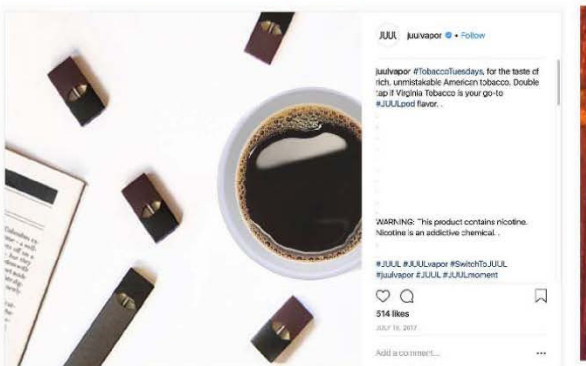 JUUL juulvapor • Follow
juulvapor #TobaccoTuesdays, for the taste of
rich, unmistakable American tobacco. Double
tap if Virginia Tobacco is your go-to
#JUULpod flavor. .
WARNING: This product contains nicotine.
Nicotine is an addictive chemical. .
#JUUL #JUULvapor #SwitchToJUUL
#juulvapor #JUUL #JUULmoment
514 likes
2017
Add a comment...